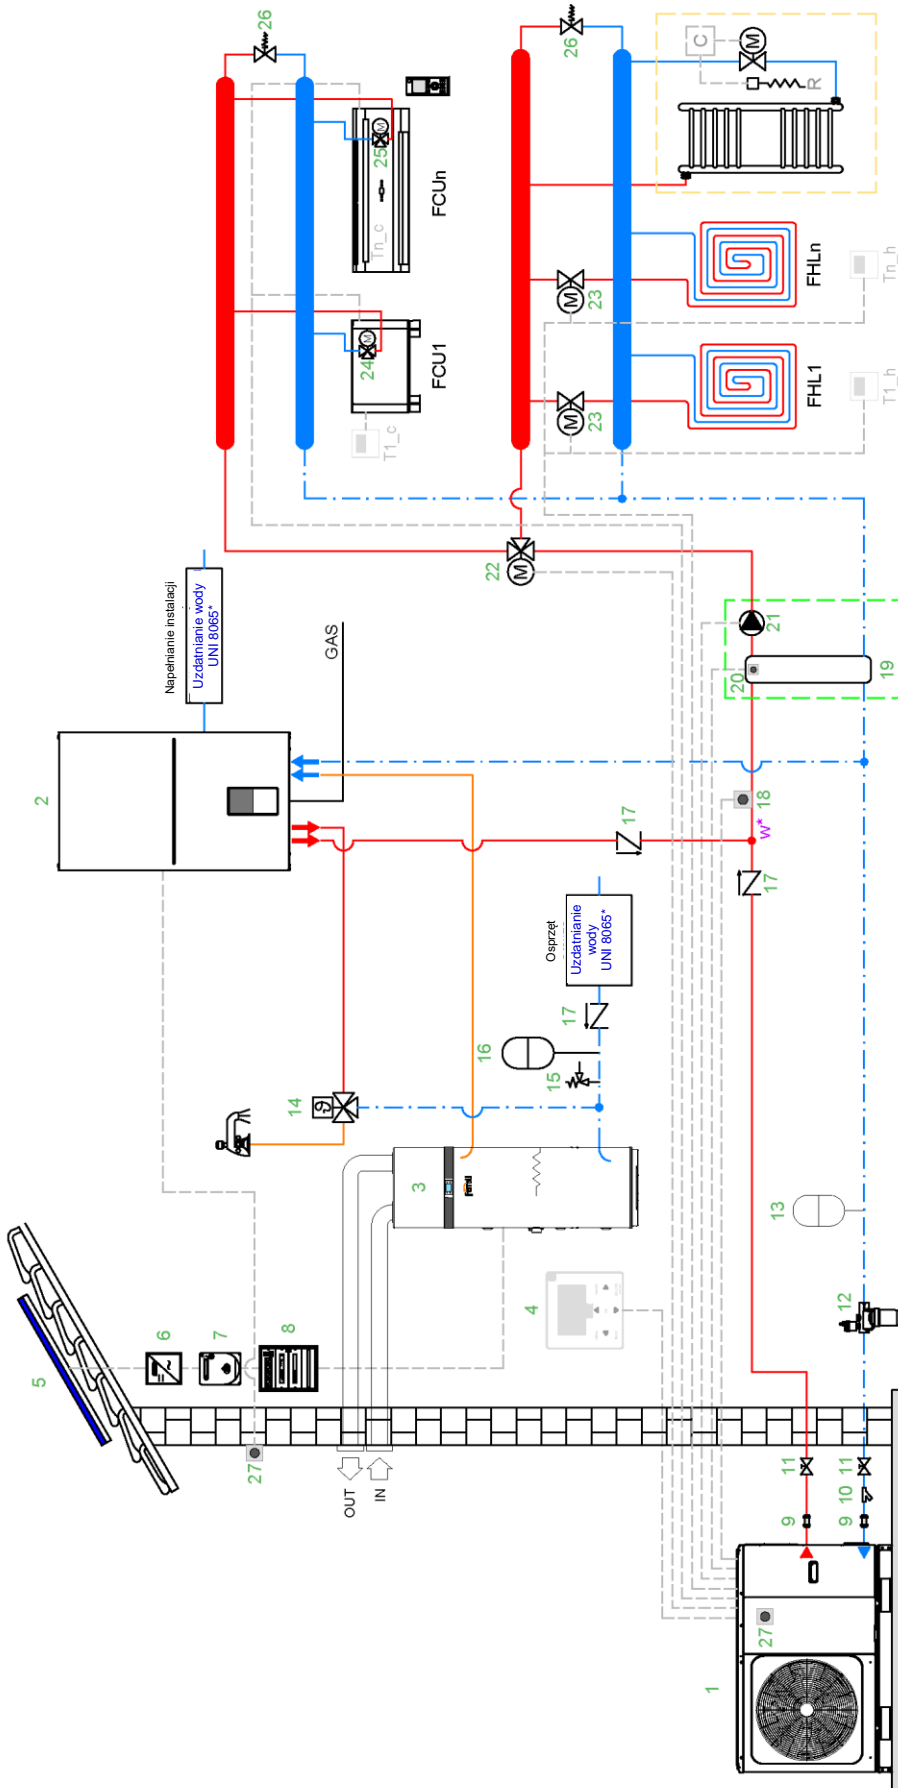 26
26
C
M
R
M
25
Tn_c
FCUn
M
24
FCU1
T1_c
M
23
FHLn
Tn_h
M
23
FHL1
T1_h
M
22
Napełnianie instalacji
Uzdatnianie wody
UNI 8065*
GAS
21
20
19
2
18
W*
17
17
Osprzęt
Uzdatnianie
wody
UNI 8065*
17
16
15
14
3
Ferroli
13
12
4
5
6
7
8
27
OUT
IN
11
11
10
9
9
27
1